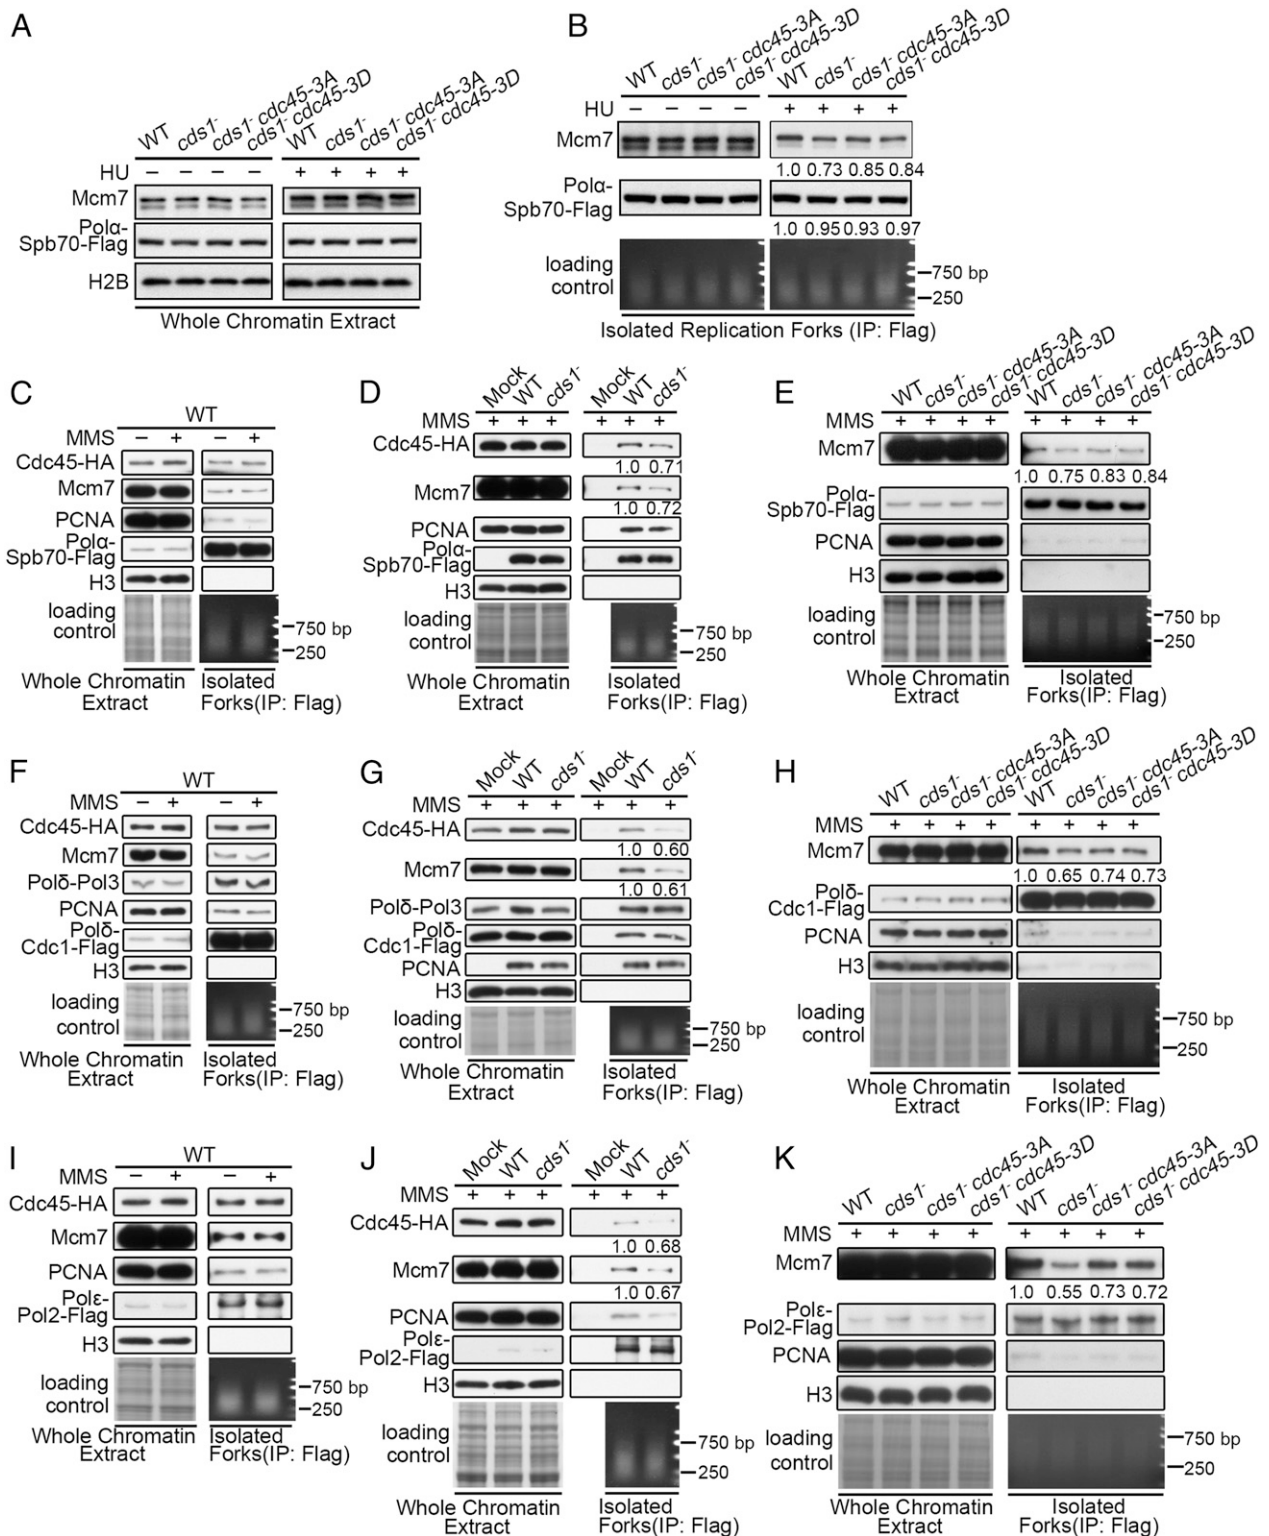 A
WT cds1- cds1- cdc45-3A cds1- cdc45-3D WT cds1- cds1- cdc45-3A cds1- cdc45-3D
HU − − − − + + + +
Mcm7
Polα-
Spb70-Flag
H2B
Whole Chromatin Extract
B
WT cds1- cds1- cdc45-3A cds1- cdc45-3D WT cds1- cds1- cdc45-3A cds1- cdc45-3D
HU − − − − + + + +
Mcm7
1.0 0.73 0.85 0.84
Polα-
Spb70-Flag
1.0 0.95 0.93 0.97
loading
control
750 bp
250
Isolated Replication Forks (IP: Flag)
C
WT
MMS − + − +
Cdc45-HA
Mcm7
PCNA
Polα-
Spb70-Flag
H3
loading
control
750 bp
250
Whole Chromatin
Extract
Isolated
Forks(IP: Flag)
D
Mock WT cds1- Mock WT cds1-
MMS + + + + + +
Cdc45-HA
1.0 0.71
Mcm7
1.0 0.72
PCNA
Polα-
Spb70-Flag
H3
loading
control
750 bp
250
Whole Chromatin
Extract
Isolated
Forks(IP: Flag)
E
WT cds1- cds1- cdc45-3A cds1- cdc45-3D WT cds1- cds1- cdc45-3A cds1- cdc45-3D
MMS + + + + + + + +
Mcm7
1.0 0.75 0.83 0.84
Polα-
Spb70-Flag
PCNA
H3
loading
control
750 bp
250
Whole Chromatin
Extract
Isolated
Forks(IP: Flag)
F
WT
MMS − + − +
Cdc45-HA
Mcm7
Polδ-Pol3
PCNA
Polδ-
Cdc1-Flag
H3
loading
control
750 bp
250
Whole Chromatin
Extract
Isolated
Forks(IP: Flag)
G
Mock WT cds1- Mock WT cds1-
MMS + + + + + +
Cdc45-HA
1.0 0.60
Mcm7
1.0 0.61
Polδ-Pol3
Polδ-
Cdc1-Flag
PCNA
H3
loading
control
750 bp
250
Whole Chromatin
Extract
Isolated
Forks(IP: Flag)
H
WT cds1- cds1- cdc45-3A cds1- cdc45-3D WT cds1- cds1- cdc45-3A cds1- cdc45-3D
MMS + + + + + + + +
Mcm7
1.0 0.65 0.74 0.73
Polδ-
Cdc1-Flag
PCNA
H3
loading
control
750 bp
250
Whole Chromatin
Extract
Isolated
Forks(IP: Flag)
I
WT
MMS − + − +
Cdc45-HA
Mcm7
PCNA
Polε-
Pol2-Flag
H3
loading
control
750 bp
250
Whole Chromatin
Extract
Isolated
Forks(IP: Flag)
J
Mock WT cds1- Mock WT cds1-
MMS + + + + + +
Cdc45-HA
1.0 0.68
Mcm7
1.0 0.67
PCNA
Polε-
Pol2-Flag
H3
loading
control
750 bp
250
Whole Chromatin
Extract
Isolated
Forks(IP: Flag)
K
WT cds1- cds1- cdc45-3A cds1- cdc45-3D WT cds1- cds1- cdc45-3A cds1- cdc45-3D
MMS + + + + + + + +
Mcm7
1.0 0.55 0.73 0.72
Polε-
Pol2-Flag
PCNA
H3
loading
control
750 bp
250
Whole Chromatin
Extract
Isolated
Forks(IP: Flag)